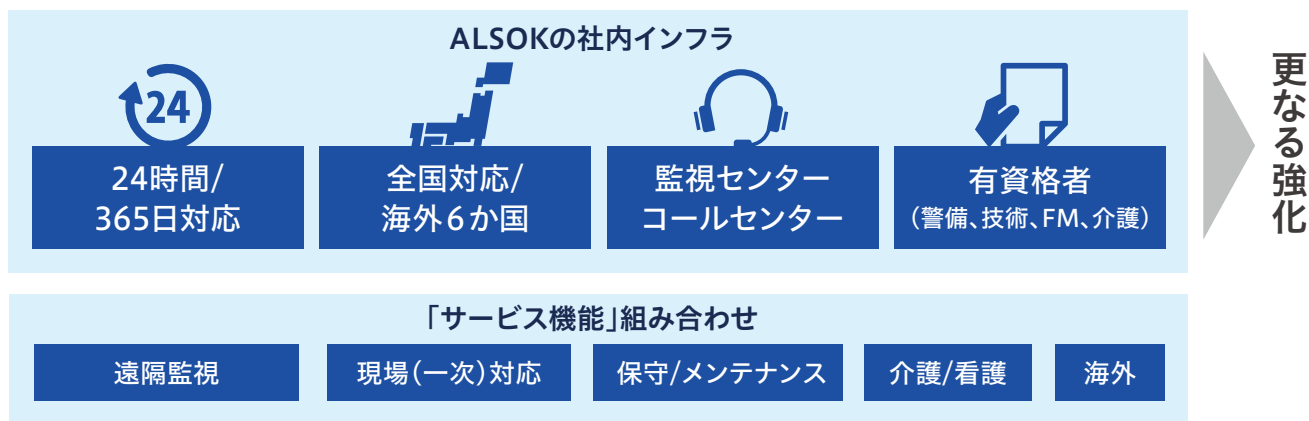 ALSOKの社内インフラ
24
24時間/
365日対応
全国対応/
海外6か国
監視センター
コールセンター
有資格者
(警備、技術、FM、介護)
更なる強化
「サービス機能」組み合わせ
遠隔監視
現場(一次)対応
保守/メンテナンス
介護/看護
海外